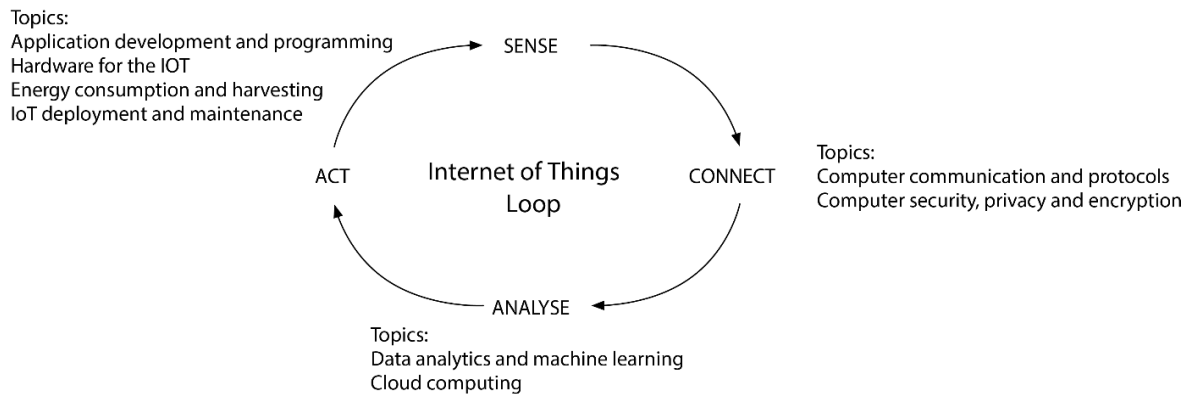 Topics:
Application development and programming
Hardware for the IOT
Energy consumption and harvesting
IoT deployment and maintenance
SENSE
ACT
Internet of Things
Loop
CONNECT
Topics:
Computer communication and protocols
Computer security, privacy and encryption
ANALYSE
Topics:
Data analytics and machine learning
Cloud computing